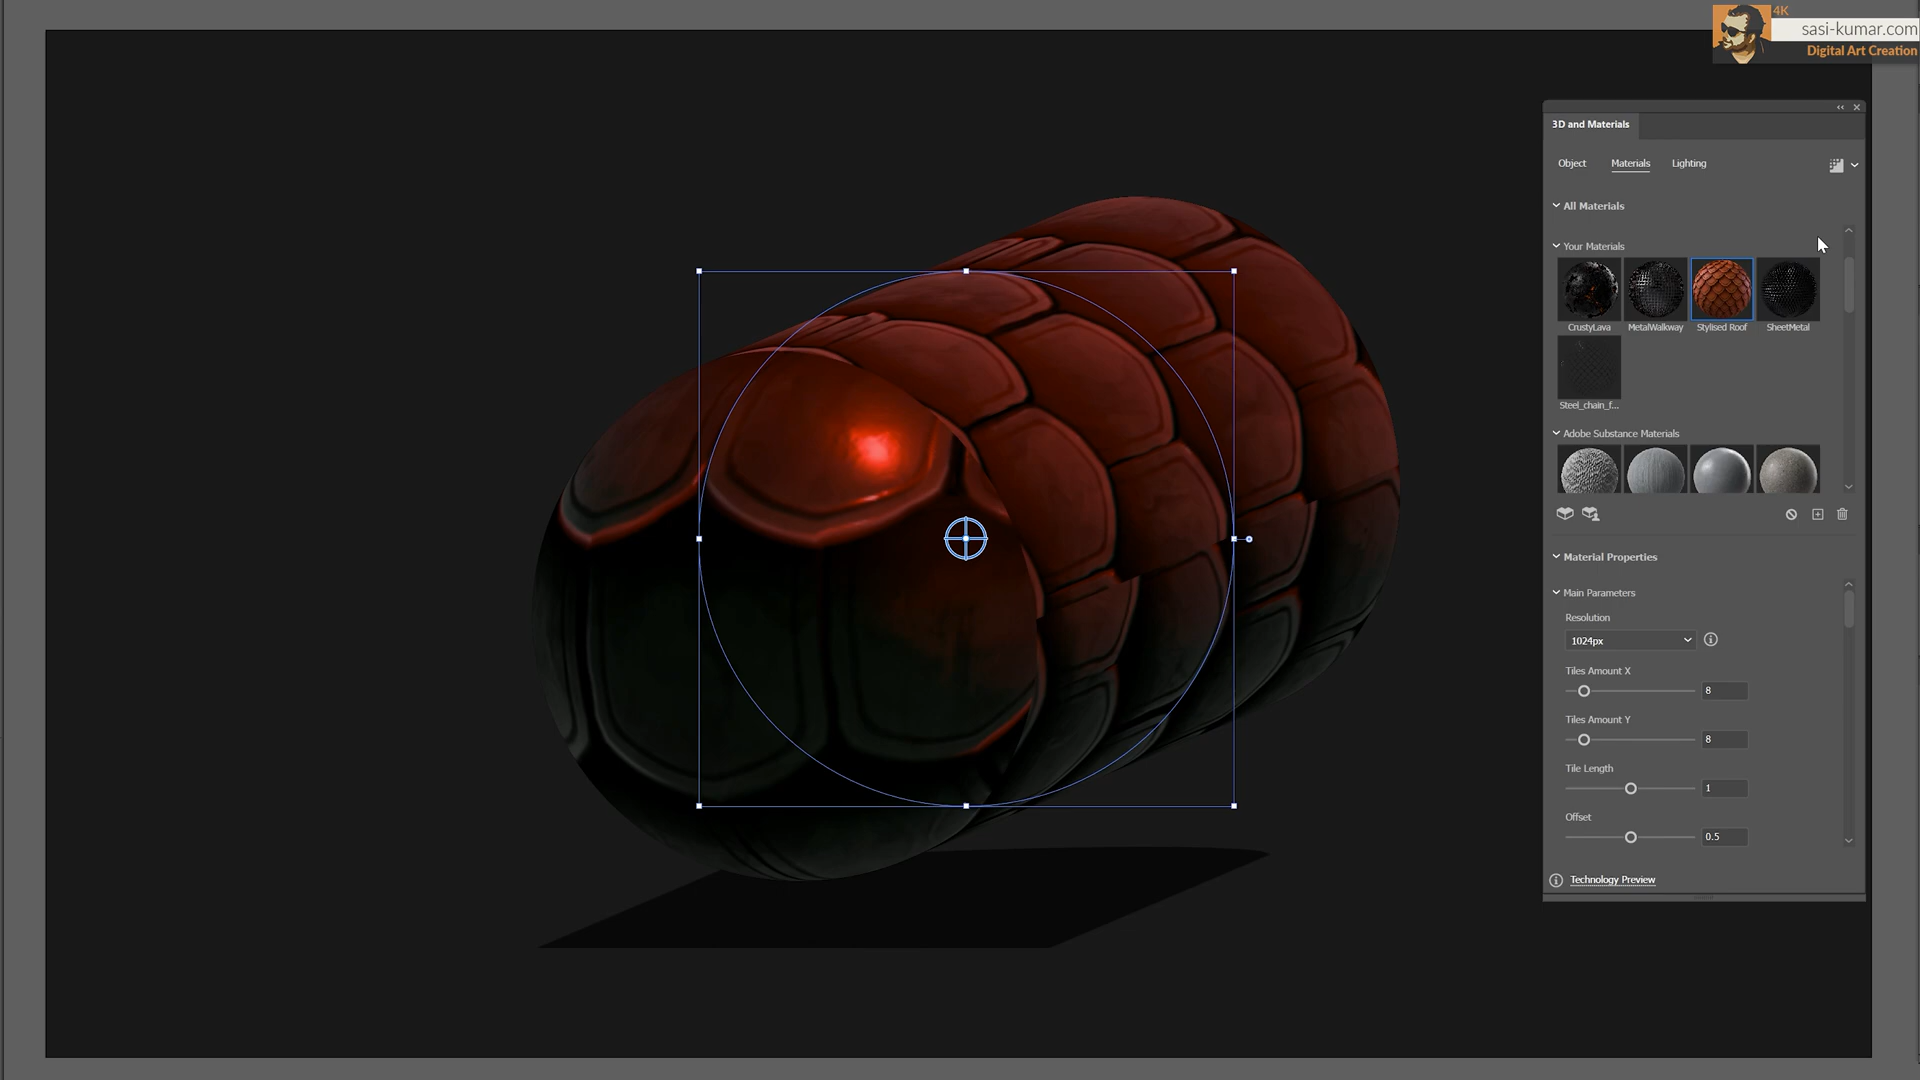 4K
sasi-kumar.com
Digital Art Creation
3D and Materials
Object Materials Lighting
All Materials
Your Materials
CrustyLava MetalWalkway Stylised Roof SheetMetal
Steel_chain_f...
Adobe Substance Materials
Material Properties
Main Parameters
Resolution
1024px
Tiles Amount X
8
Tiles Amount Y
8
Tile Length
1
Offset
0.5
Technology Preview